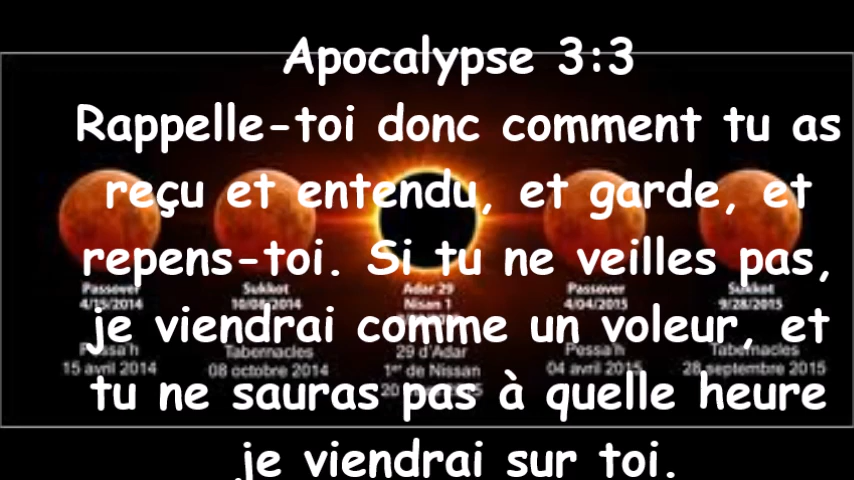 Apocalypse 3:3
Rappelle-toi donc comment tu as
reçu et entendu, et garde, et
repens-toi. Si tu ne veilles pas,
je viendrai comme un voleur, et
tu ne sauras pas à quelle heure
je viendrai sur toi.
Passover
4/15/2014
Sukkot
10/08/2014
Adar 29
Nisan 1
Passover
4/04/2015
Sukkot
9/28/2015
Pessa'h
15 avril 2014
Tabernacles
08 octobre 2014
29 d'Adar
1er de Nissan
20
Pessa'h
04 avril 2015
Tabernacles
28 septembre 2015